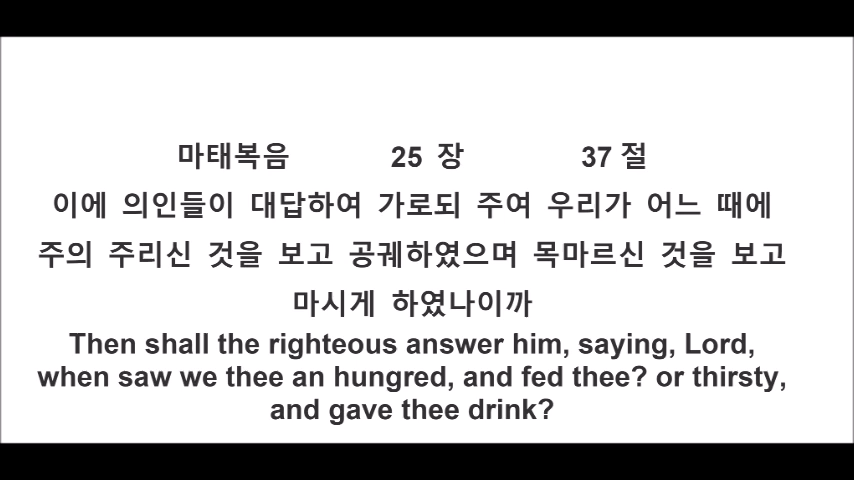 마태복음 25 장 37 절
이에 의인들이 대답하여 가로되 주여 우리가 어느 때에
주의 주리신 것을 보고 공궤하였으며 목마르신 것을 보고
마시게 하였나이까
Then shall the righteous answer him, saying, Lord,
when saw we thee an hungred, and fed thee? or thirsty,
and gave thee drink?